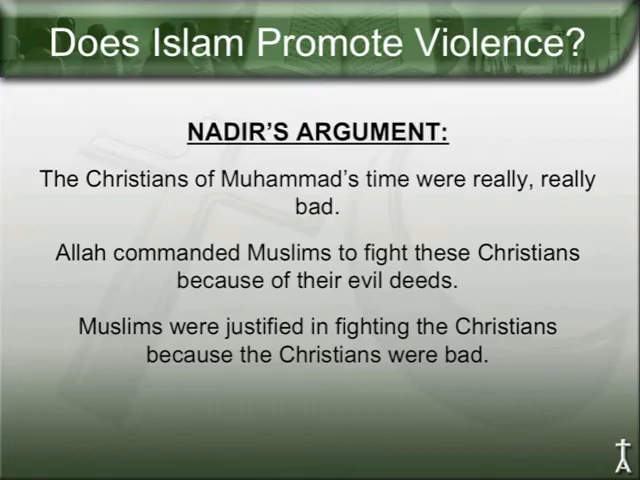 Does Islam Promote Violence?
NADIR'S ARGUMENT:
The Christians of Muhammad's time were really, really
bad.
Allah commanded Muslims to fight these Christians
because of their evil deeds.
Muslims were justified in fighting the Christians
because the Christians were bad.